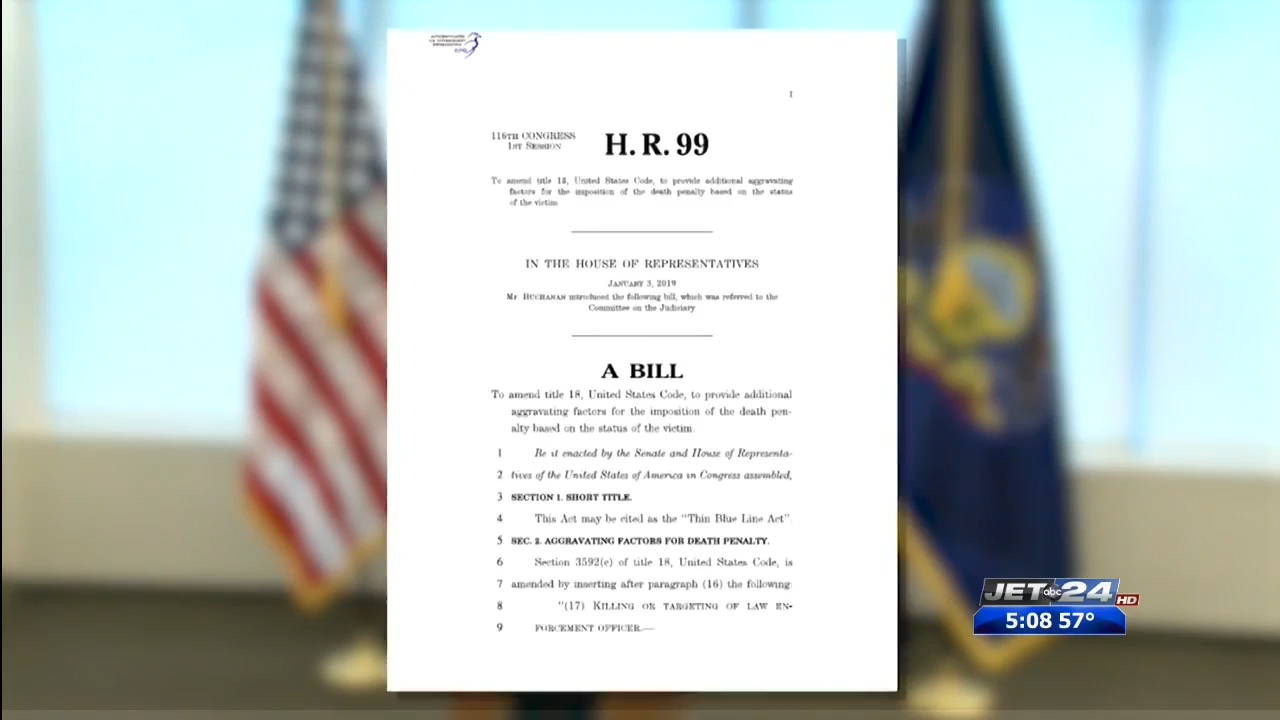 AUTHENTICATED
U.S. GOVERNMENT
INFORMATION
GPO
I
116TH CONGRESS
1ST SESSION
H. R. 99
To amend title 18, United States Code, to provide additional aggravating
factors for the imposition of the death penalty based on the status
of the victim.
IN THE HOUSE OF REPRESENTATIVES
JANUARY 3, 2019
Mr. BUCHANAN introduced the following bill; which was referred to the
Committee on the Judiciary
A BILL
To amend title 18, United States Code, to provide additional
aggravating factors for the imposition of the death pen-
alty based on the status of the victim.
1 Be it enacted by the Senate and House of Representa-
2 tives of the United States of America in Congress assembled,
3 SECTION 1. SHORT TITLE.
4 This Act may be cited as the "Thin Blue Line Act".
5 SEC. 2. AGGRAVATING FACTORS FOR DEATH PENALTY.
6 Section 3592(c) of title 18, United States Code, is
7 amended by inserting after paragraph (16) the following:
8 "(17) KILLING OR TARGETING OF LAW EN-
9 FORCEMENT OFFICER.—
JET abc 24 HD
5:08 57°